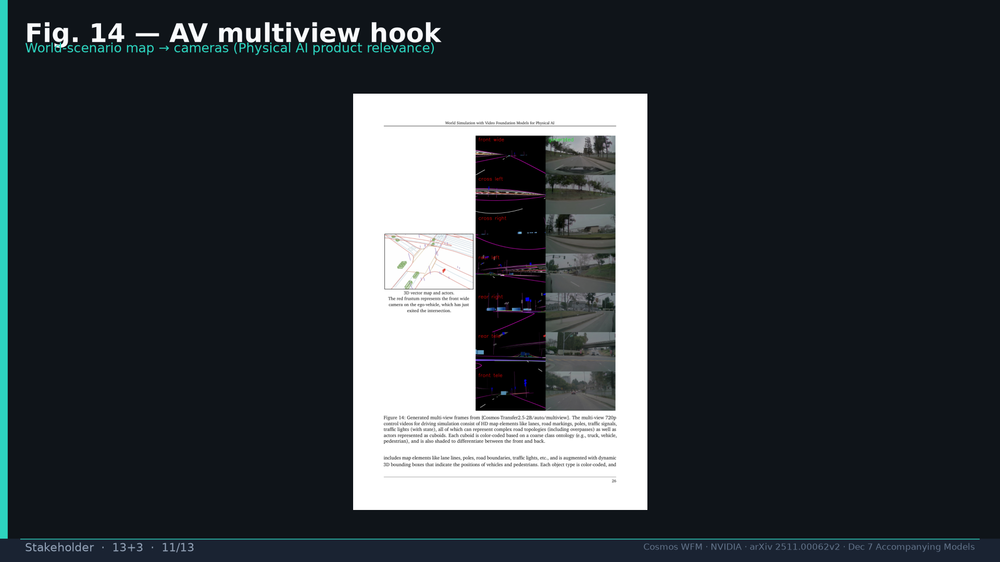 Fig. 14 — AV multiview hook
World-scenario map → cameras (Physical AI product relevance)
World Simulation with Video Foundation Models for Physical AI
front wide
cross left
cross right
rear left
rear right
rear tele
front tele
3D vector map and actors.
The red frustum represents the front wide
camera on the ego-vehicle, which has just
exited the intersection.
Figure 14: Generated multi-view frames from [Cosmos-Transfer2.5-2B/auto/multiview]. The multi-view 720p
control videos for driving simulation consist of HD map elements like lanes, road markings, poles, traffic signals,
traffic lights (with state), all of which can represent complex road topologies (including overpasses) as well as
actors represented as cuboids. Each cuboid is color-coded based on a coarse class ontology (e.g., truck, vehicle,
pedestrian), and is also shaded to differentiate between the front and back.
includes map elements like lane lines, poles, road boundaries, traffic lights, etc., and is augmented with dynamic
3D bounding boxes that indicate the positions of vehicles and pedestrians. Each object type is color-coded, and
26
Stakeholder · 13+3 · 11/13
Cosmos WFM · NVIDIA · arXiv 2511.00062v2 · Dec 7 Accompanying Models